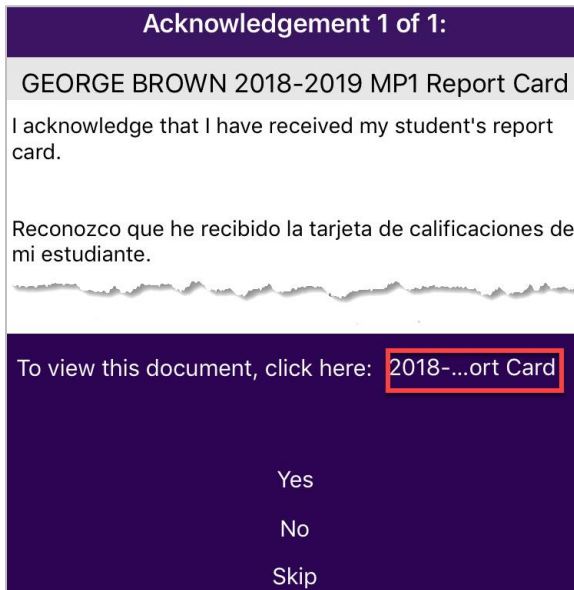 Acknowledgement 1 of 1:
GEORGE BROWN 2018-2019 MP1 Report Card
I acknowledge that I have received my student's report
card.
Reconozco que he recibido la tarjeta de calificaciones de
mi estudiante.
To view this document, click here: 2018-...ort Card
Yes
No
Skip